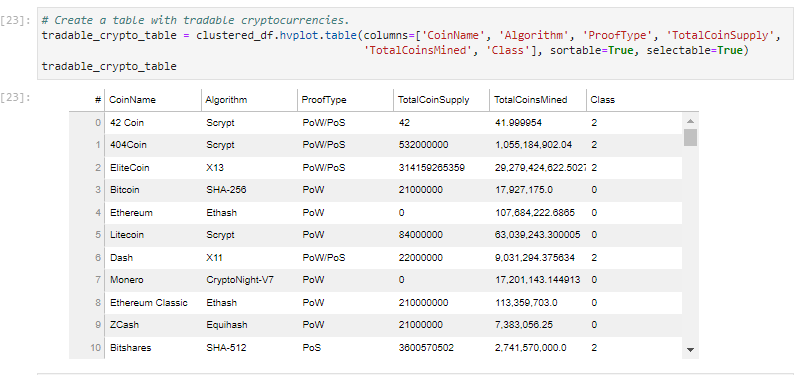 [23]: # Create a table with tradable cryptocurrencies.
tradable_crypto_table = clustered_df.hvplot.table(columns=['CoinName', 'Algorithm', 'ProofType', 'TotalCoinSupply',
'TotalCoinsMined', 'Class'], sortable=True, selectable=True)
tradable_crypto_table
[23]:
# CoinName Algorithm ProofType TotalCoinSupply TotalCoinsMined Class
0 42 Coin Scrypt PoW/PoS 42 41.999954 2
1 404Coin Scrypt PoW/PoS 532000000 1,055,184,902.04 2
2 EliteCoin X13 PoW/PoS 314159265359 29,279,424,622.5027 2
3 Bitcoin SHA-256 PoW 21000000 17,927,175.0 0
4 Ethereum Ethash PoW 0 107,684,222.6865 0
5 Litecoin Scrypt PoW 84000000 63,039,243.300005 0
6 Dash X11 PoW/PoS 22000000 9,031,294.375634 2
7 Monero CryptoNight-V7 PoW 0 17,201,143.144913 0
8 Ethereum Classic Ethash PoW 210000000 113,359,703.0 0
9 ZCash Equihash PoW 21000000 7,383,056.25 0
10 Bitshares SHA-512 PoS 3600570502 2,741,570,000.0 2